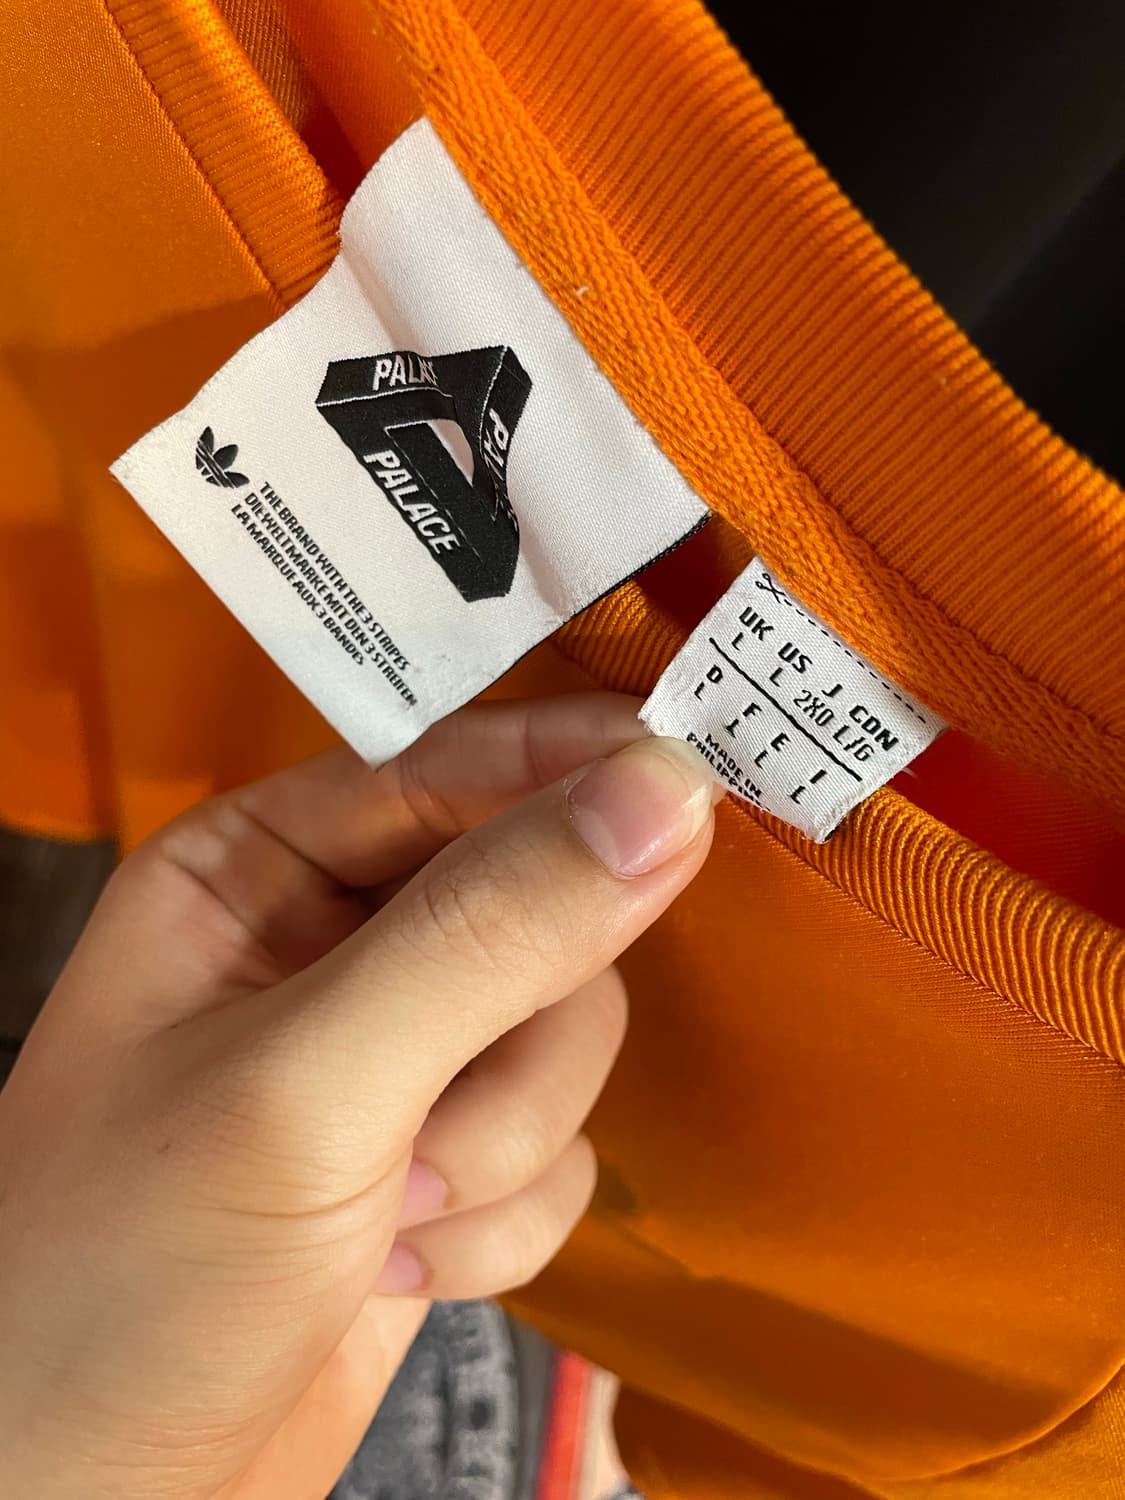 PALACE
PALACE
THE BRAND WITH THE 3 STRIPES
DIE WELTMARKE MIT DEN 3 STREIFEN
LA MARQUE AUX 3 BANDES
UK US J CDN
L L 2XO L/G
D F E I
L L L L
MADE IN
PHILIPPINES